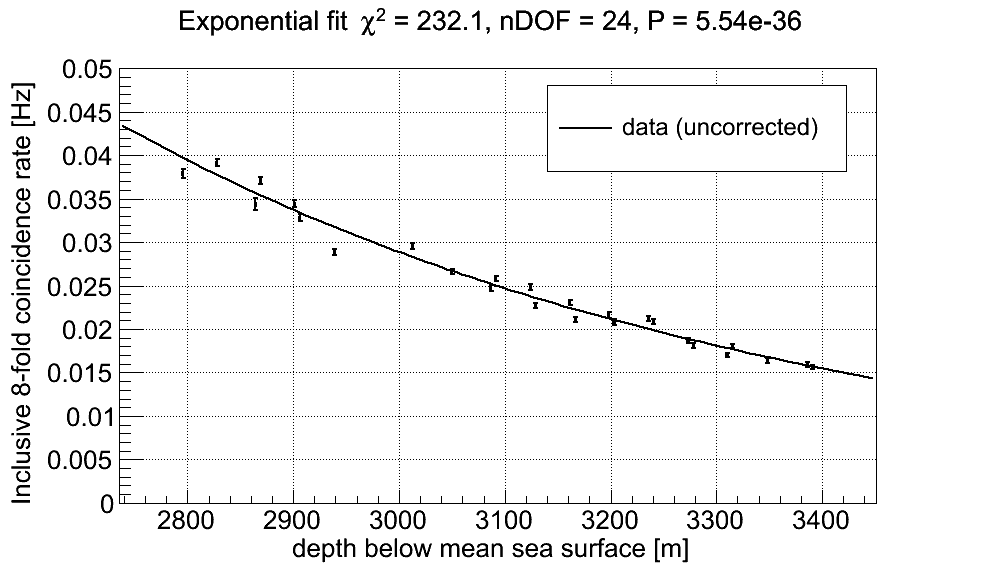 Exponential fit χ² = 232.1, nDOF = 24, P = 5.54e-36
Inclusive 8-fold coincidence rate [Hz]
0.05
0.045
0.04
0.035
0.03
0.025
0.02
0.015
0.01
0.005
0
data (uncorrected)
2800 2900 3000 3100 3200 3300 3400
depth below mean sea surface [m]